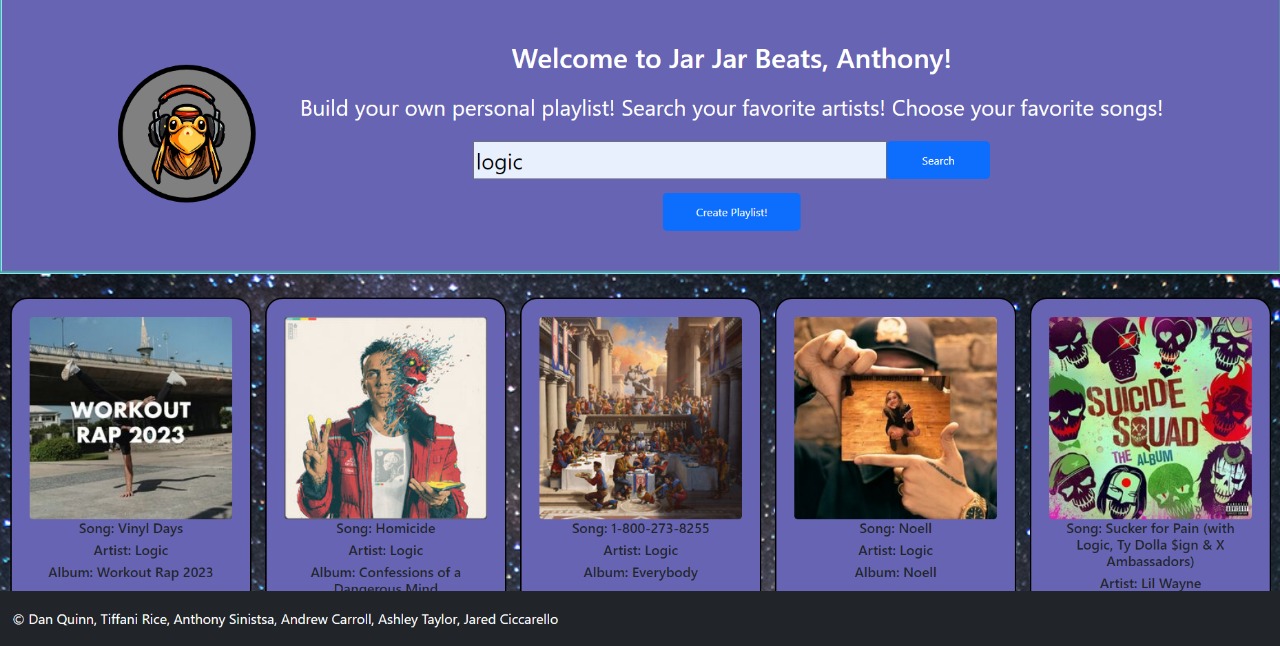 Welcome to Jar Jar Beats, Anthony!
Build your own personal playlist! Search your favorite artists! Choose your favorite songs!
logic
Search
Create Playlist!
WORKOUT
RAP 2023
Song: Vinyl Days
Artist: Logic
Album: Workout Rap 2023
Song: Homicide
Artist: Logic
Album: Confessions of a
Dangerous Mind
Song: 1-800-273-8255
Artist: Logic
Album: Everybody
Song: Noell
Artist: Logic
Album: Noell
SUICIDE
SQUAD
THE ALBUM
Song: Sucker for Pain (with
Logic, Ty Dolla $ign & X
Ambassadors)
Artist: Lil Wayne
© Dan Quinn, Tiffani Rice, Anthony Sinistsa, Andrew Carroll, Ashley Taylor, Jared Ciccarello